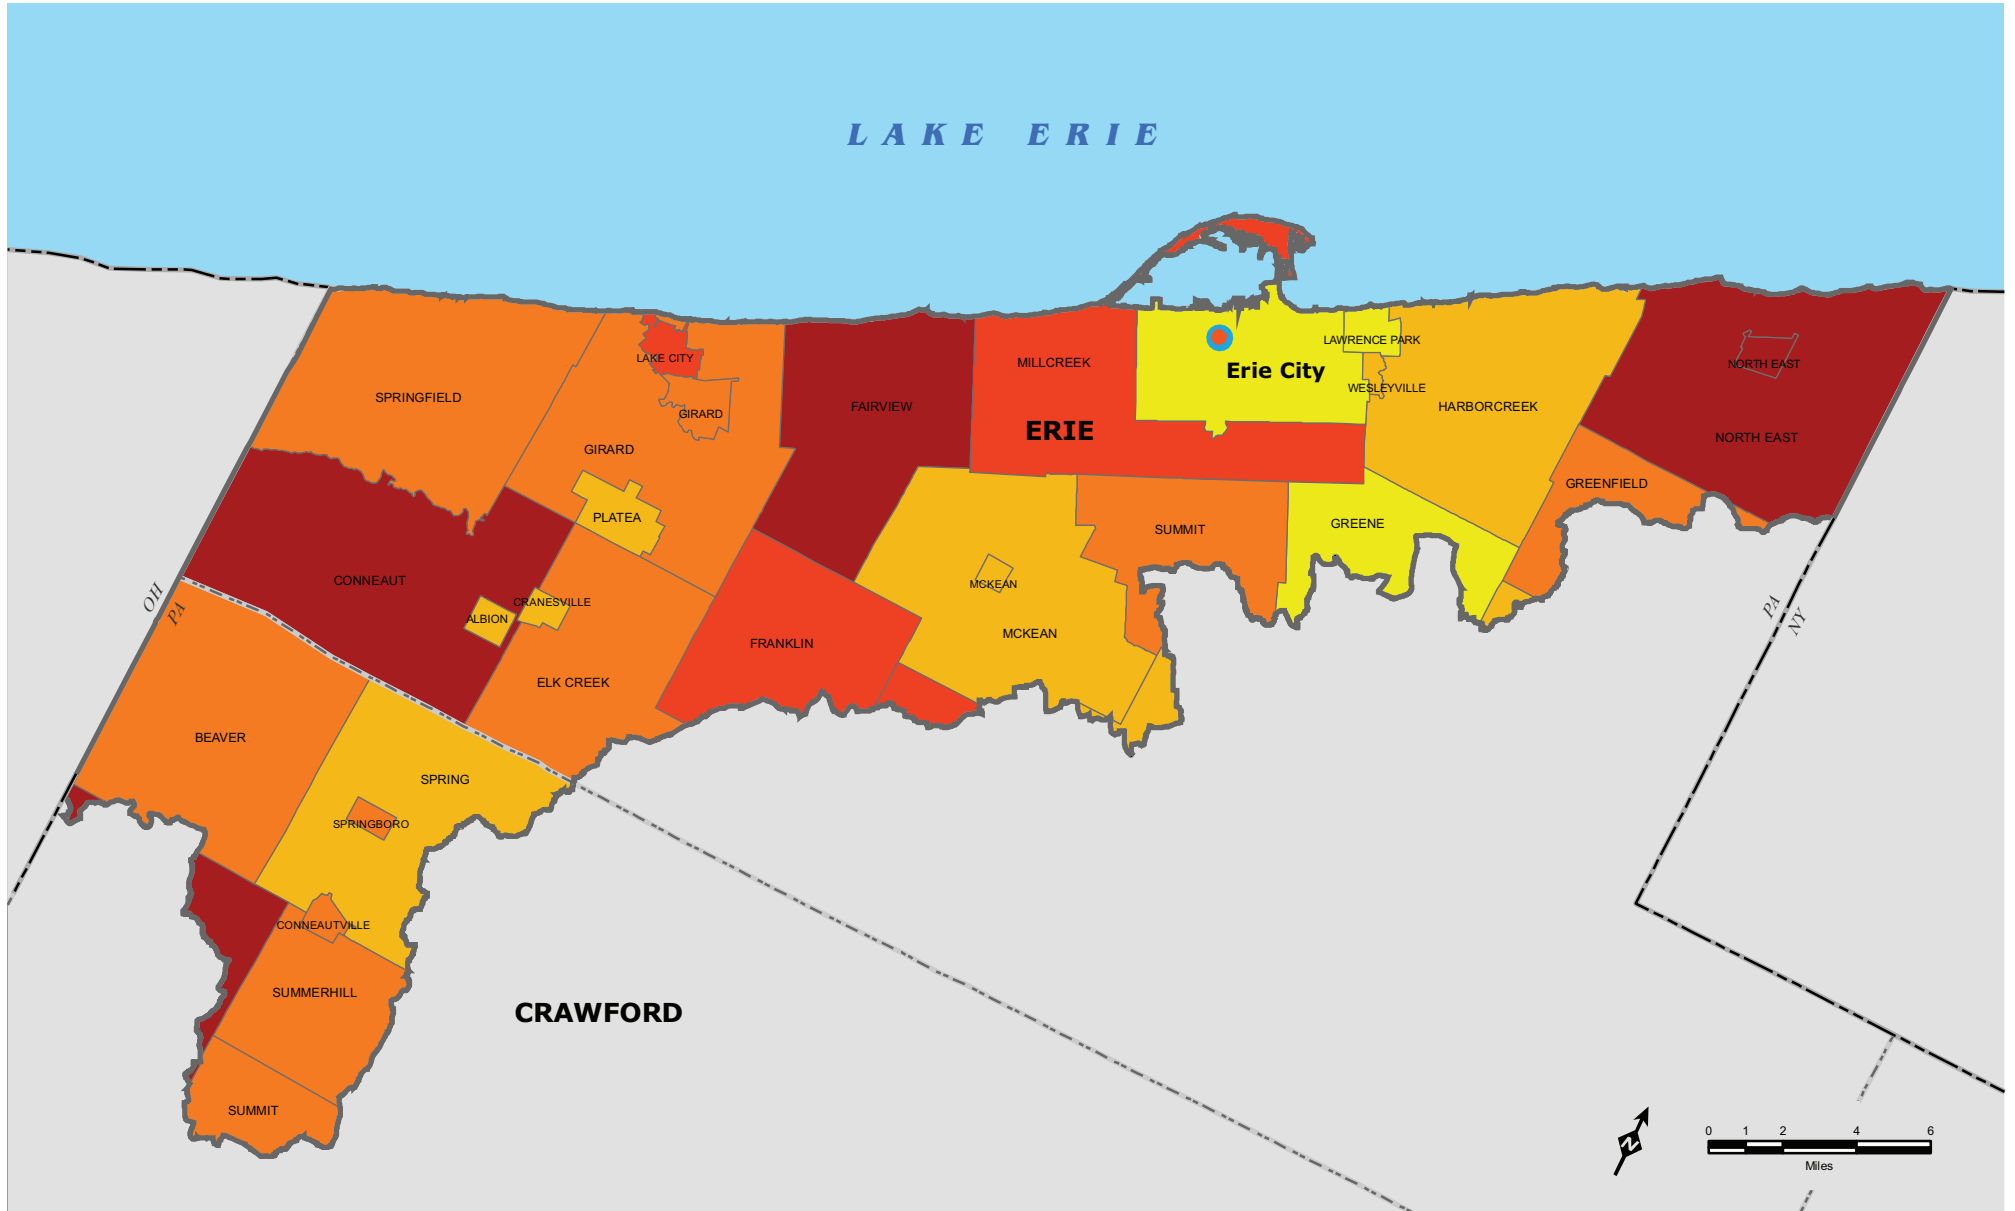 LAKE ERIE
LAKE CITY
LAWRENCE PARK
MILLCREEK
NORTH EAST
Erie City
WESLEYVILLE
SPRINGFIELD
FAIRVIEW
HARBORCREEK
GIRARD
ERIE
NORTH EAST
GIRARD
GREENFIELD
PLATEA
SUMMIT
GREENE
CONNEAUT
MCKEAN
OH
PA
CRANESVILLE
ALBION
MCKEAN
FRANKLIN
PA
NY
ELK CREEK
BEAVER
SPRING
SPRINGBORO
CONNEAUTVILLE
SUMMERHILL
CRAWFORD
SUMMIT
N
0 1 2 4 6
Miles